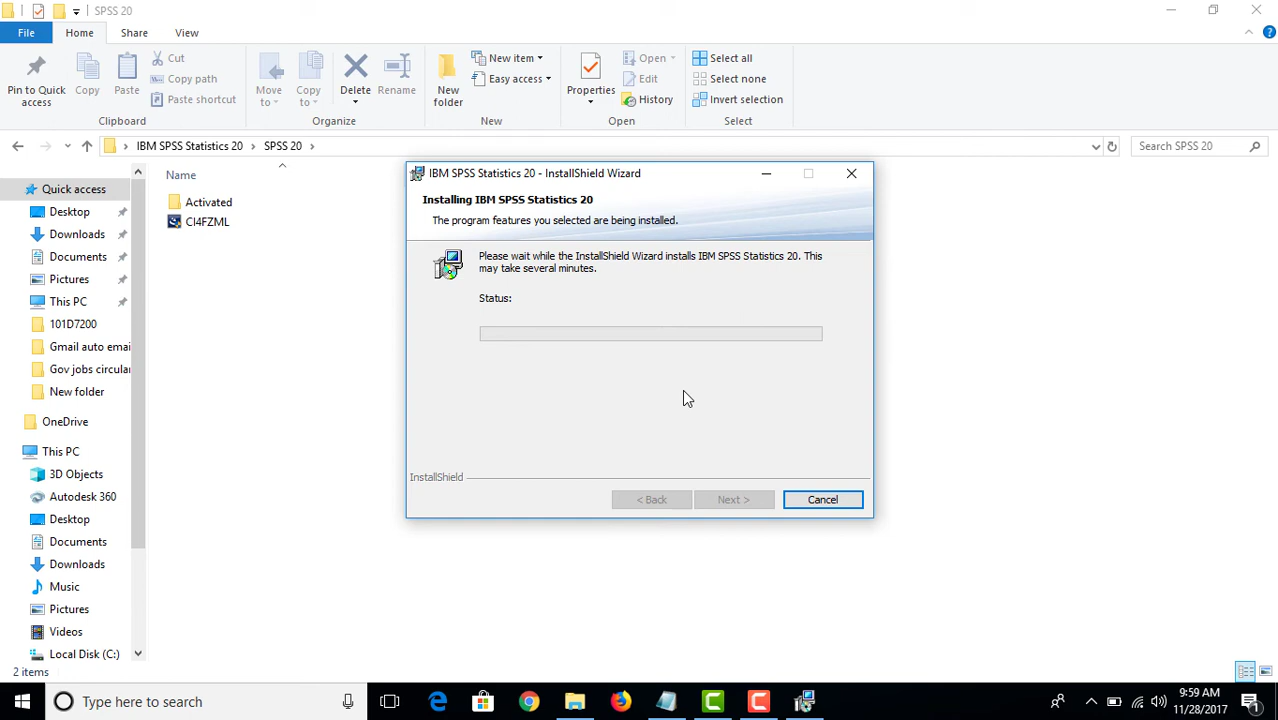 SPSS 20
File
Home
Share
View
Pin to Quick access
Copy
Paste
Cut
Copy path
Paste shortcut
Clipboard
Move to
Copy to
Delete
Rename
Organize
New folder
New item
Easy access
New
Properties
Open
Edit
History
Open
Select all
Select none
Invert selection
Select
IBM SPSS Statistics 20 > SPSS 20 >
Search SPSS 20
Quick access
Desktop
Downloads
Documents
Pictures
This PC
101D7200
Gmail auto emai
Gov jobs circular
New folder
OneDrive
This PC
3D Objects
Autodesk 360
Desktop
Documents
Downloads
Music
Pictures
Videos
Local Disk (C:)
2 items
Name
Activated
CI4FZML
IBM SPSS Statistics 20 - InstallShield Wizard
Installing IBM SPSS Statistics 20
The program features you selected are being installed.
Please wait while the InstallShield Wizard installs IBM SPSS Statistics 20. This
may take several minutes.
Status:
InstallShield
< Back
Next >
Cancel
Type here to search
9:59 AM
11/28/2017
1